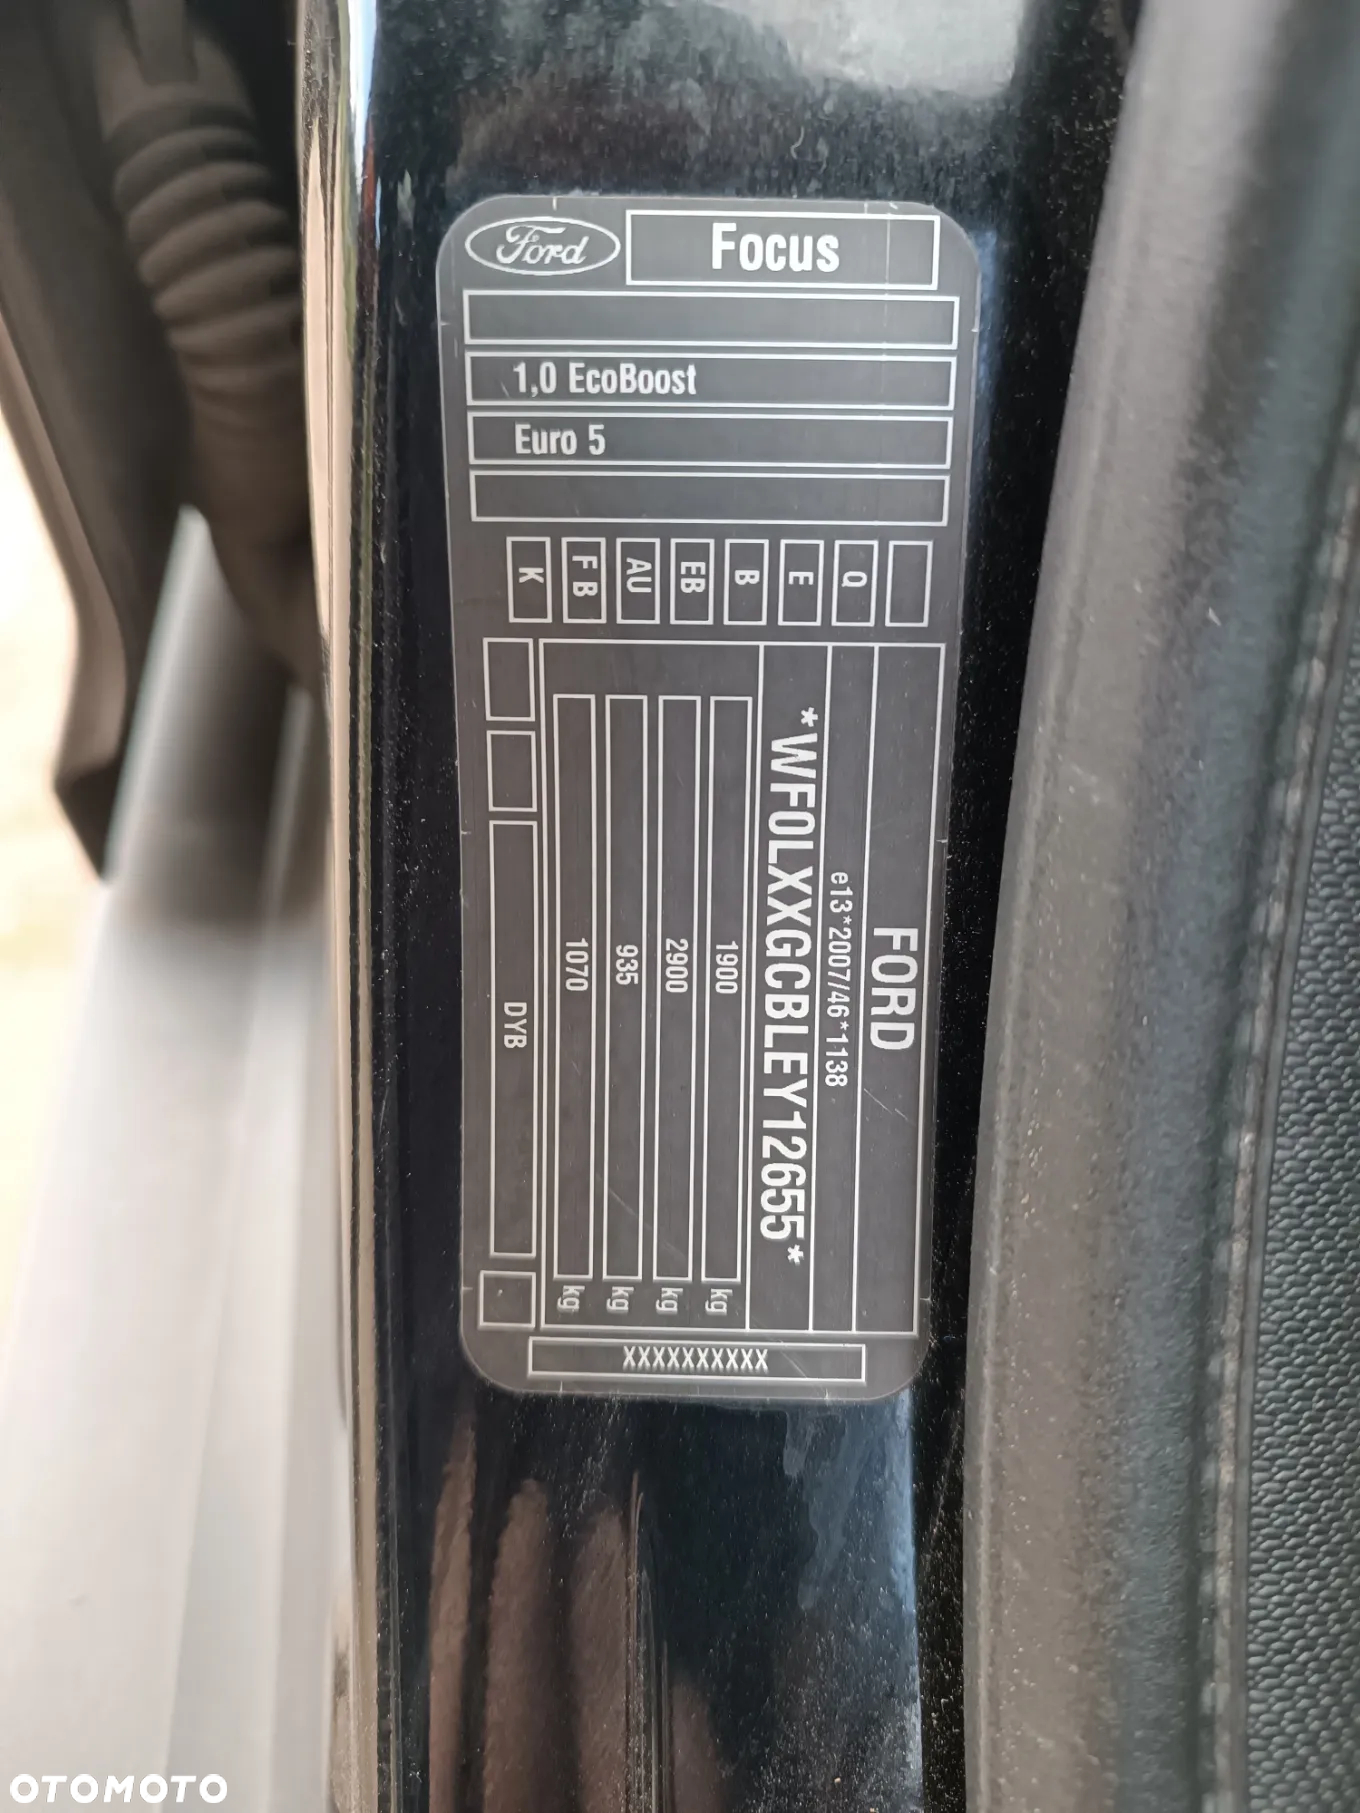 Ford
Focus
1,0 EcoBoost
Euro 5
K
F B
AU
EB
B
E
Q
FORD
e13*2007/46*1138
*WF0LXXGCBLEY12655*
1900 kg
2900 kg
935 kg
1070 kg
DYB
XXXXXXXXXX
OTOMOTO